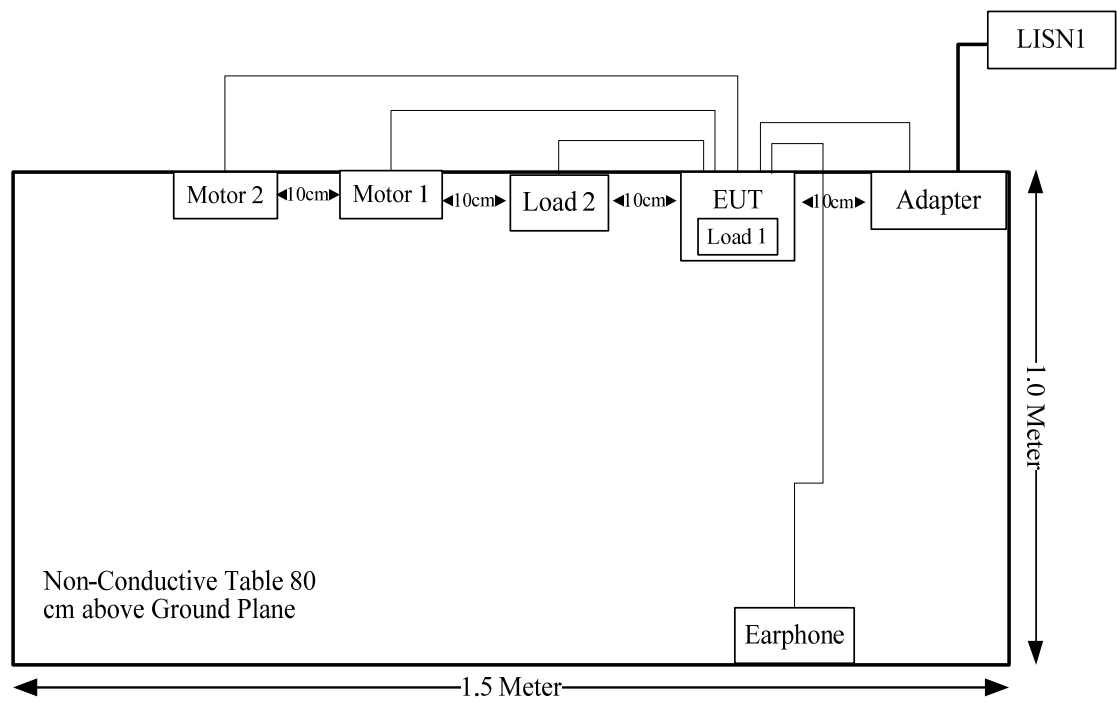 LISN1
Motor 2
10cm
Motor 1
10cm
Load 2
10cm
EUT
Load 1
10cm
Adapter
1.0 Meter
Non-Conductive Table 80
cm above Ground Plane
Earphone
1.5 Meter